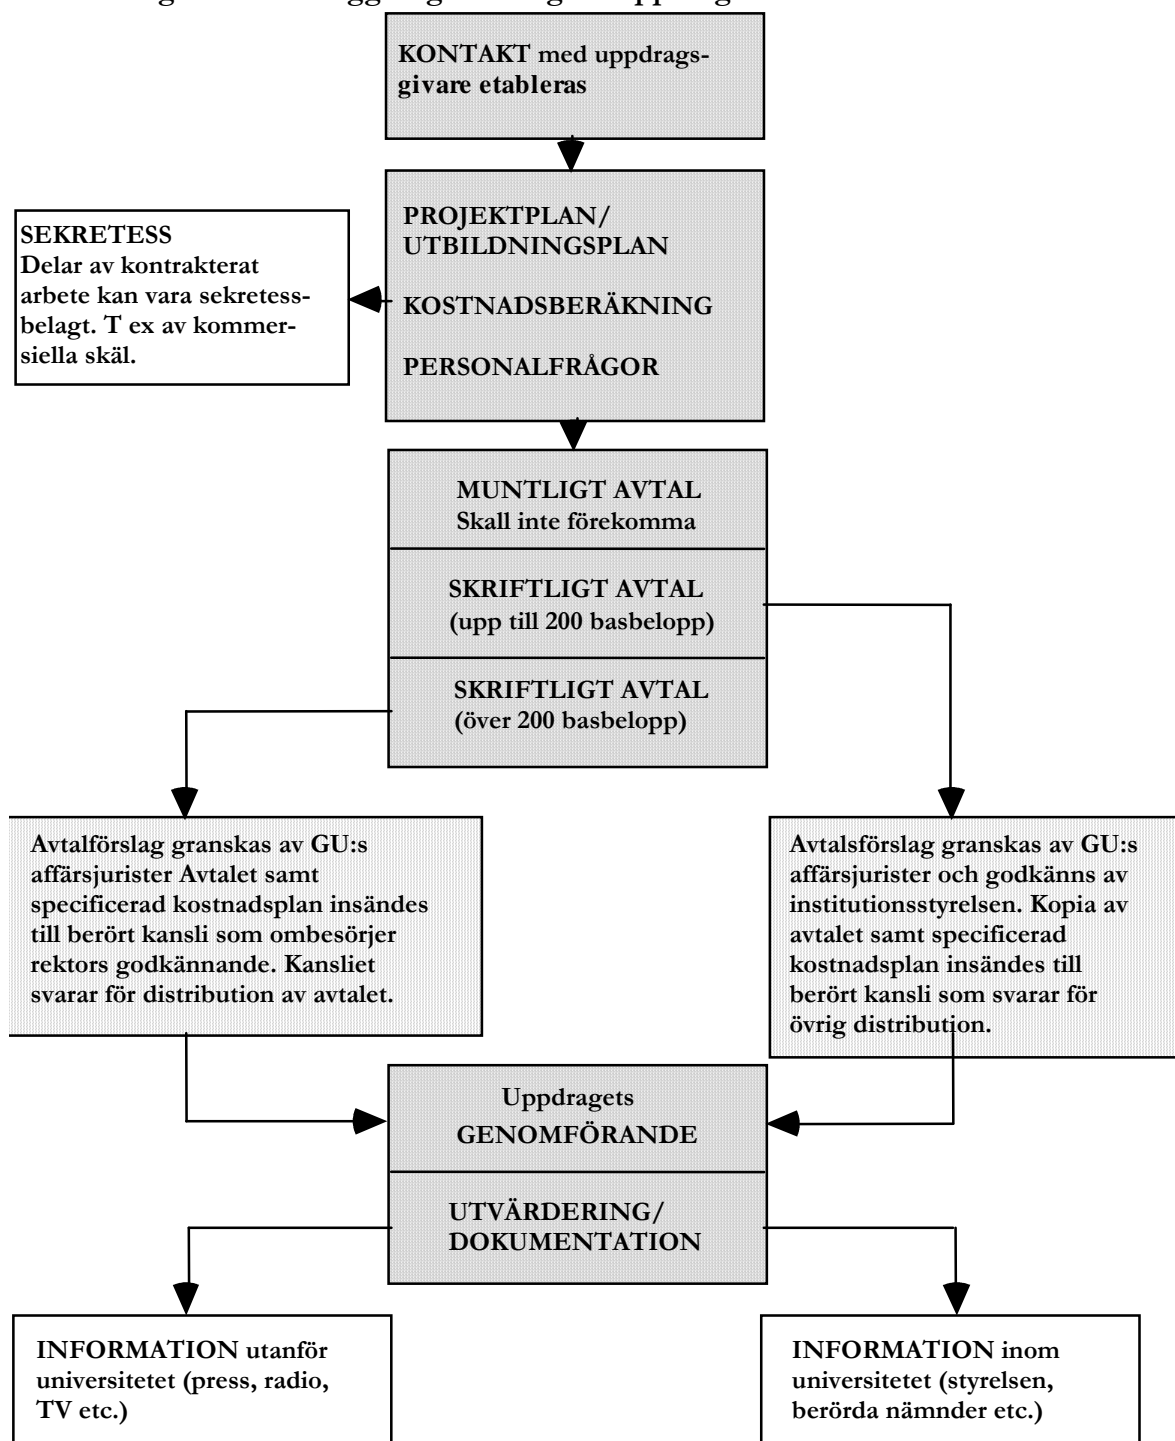 KONTAKT med uppdrags-
givare etableras
PROJEKTPLAN/
UTBILDNINGSPLAN
KOSTNADSBERÄKNING
PERSONALFRÅGOR
SEKRETESS
Delar av kontrakterat
arbete kan vara sekretess-
belagt. T ex av kommer-
siella skäl.
MUNTLIGT AVTAL
Skall inte förekomma
SKRIFTLIGT AVTAL
(upp till 200 basbelopp)
SKRIFTLIGT AVTAL
(över 200 basbelopp)
Avtalförslag granskas av GU:s
affärsjurister Avtalet samt
specificerad kostnadsplan insändes
till berört kansli som ombesörjer
rektors godkännande. Kansliet
svarar för distribution av avtalet.
Avtalsförslag granskas av GU:s
affärsjurister och godkänns av
institutionsstyrelsen. Kopia av
avtalet samt specificerad
kostnadsplan insändes till
berört kansli som svarar för
övrig distribution.
Uppdragets
GENOMFÖRANDE
UTVÄRDERING/
DOKUMENTATION
INFORMATION utanför
universitetet (press, radio,
TV etc.)
INFORMATION inom
universitetet (styrelsen,
berörda nämnder etc.)